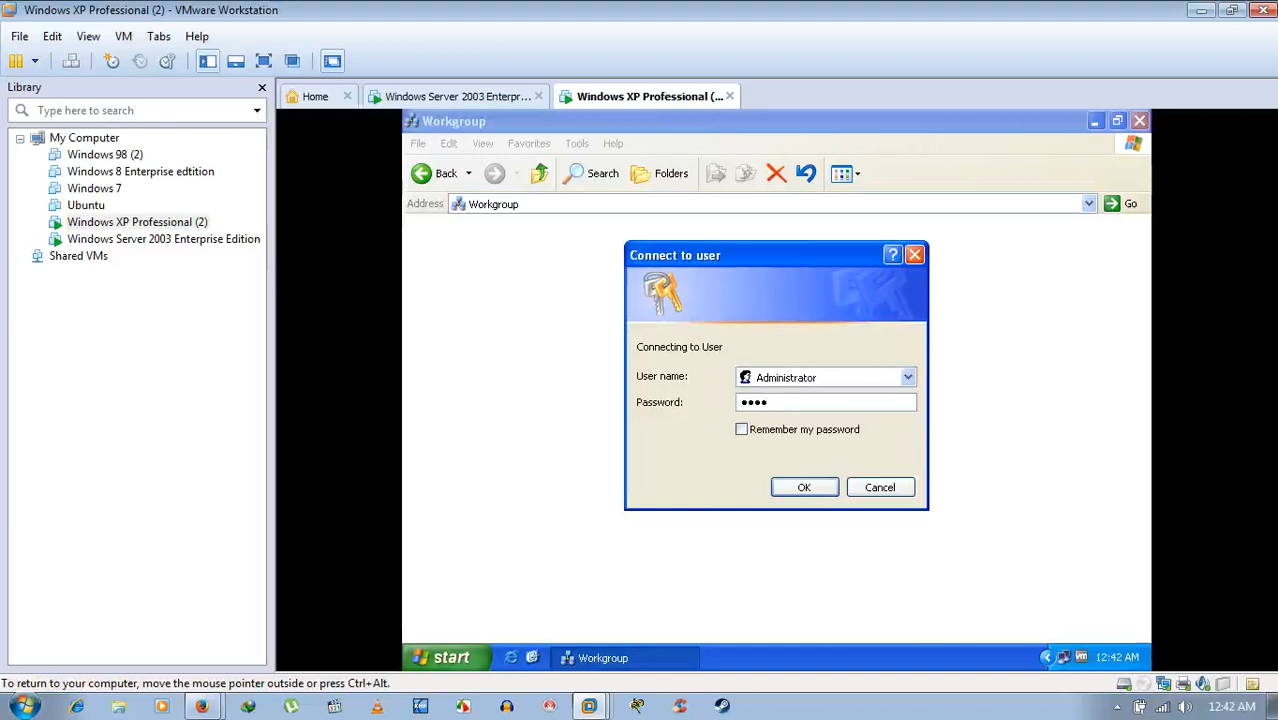 Windows XP Professional (2) - VMware Workstation
File Edit View VM Tabs Help
Library
Type here to search
My Computer
Windows 98 (2)
Windows 8 Enterprise edtition
Windows 7
Ubuntu
Windows XP Professional (2)
Windows Server 2003 Enterprise Edition
Shared VMs
Home
Windows Server 2003 Enterpr...
Windows XP Professional (...
Workgroup
File Edit View Favorites Tools Help
Back Search Folders
Address Workgroup Go
Connect to user
Connecting to User
User name: Administrator
Password: ••••
Remember my password
OK Cancel
start Workgroup 12:42 AM
To return to your computer, move the mouse pointer outside or press Ctrl+Alt.
12:42 AM